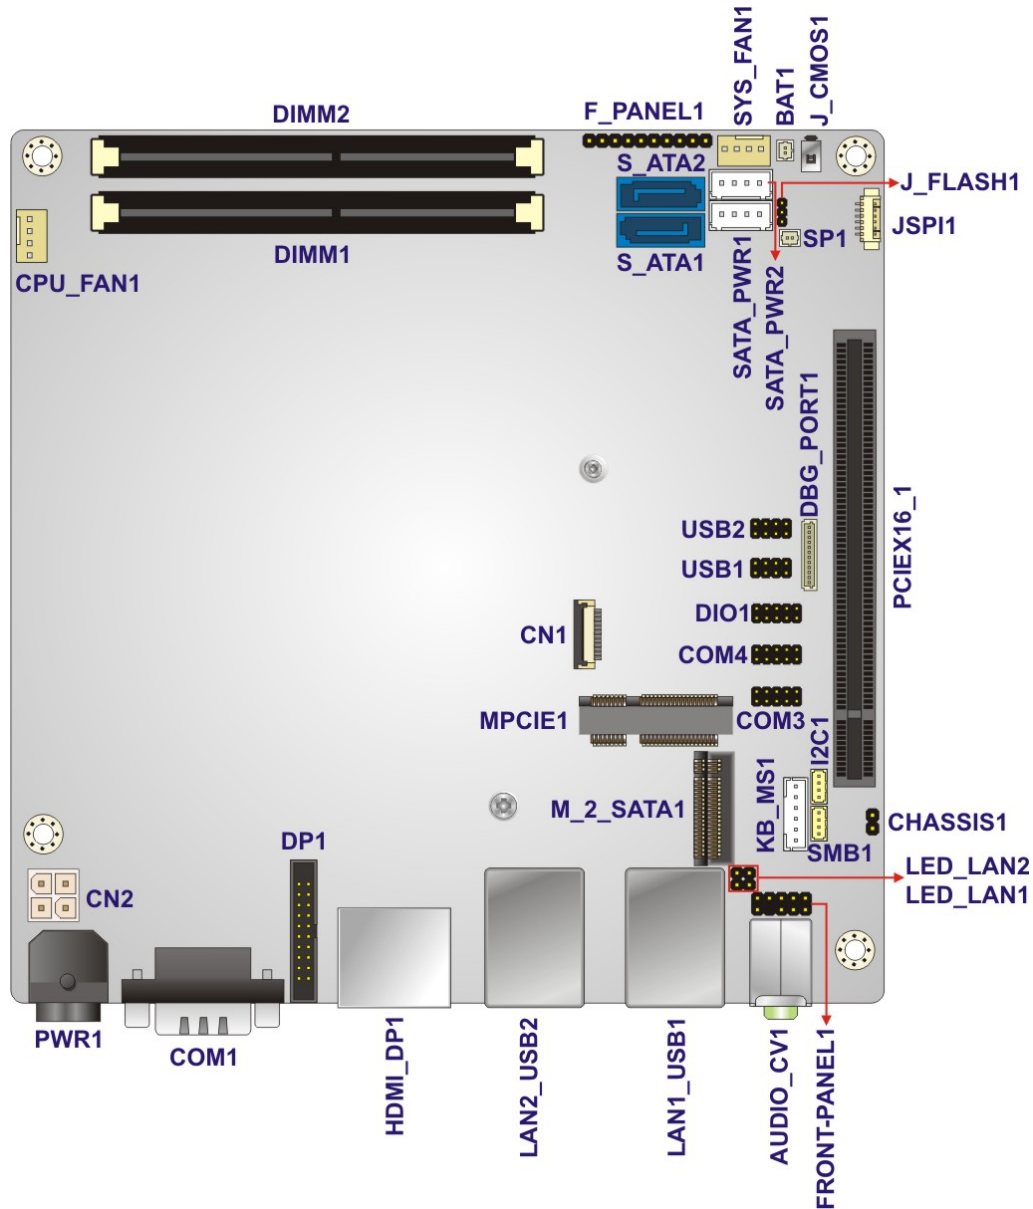 SYS_FAN1
BAT1
J_CMOS1
DIMM2
F_PANEL1
S_ATA2
J_FLASH1
JSPI1
SP1
DIMM1
S_ATA1
CPU_FAN1
SATA_PWR1
SATA_PWR2
DBG_PORT1
PCIEX16_1
USB2
USB1
DIO1
CN1
COM4
MPCIE1
COM3
I2C1
KB_MS1
M_2_SATA1
CHASSIS1
DP1
SMB1
LED_LAN2
LED_LAN1
CN2
PWR1
COM1
HDMI_DP1
LAN2_USB2
LAN1_USB1
AUDIO_CV1
FRONT-PANEL1